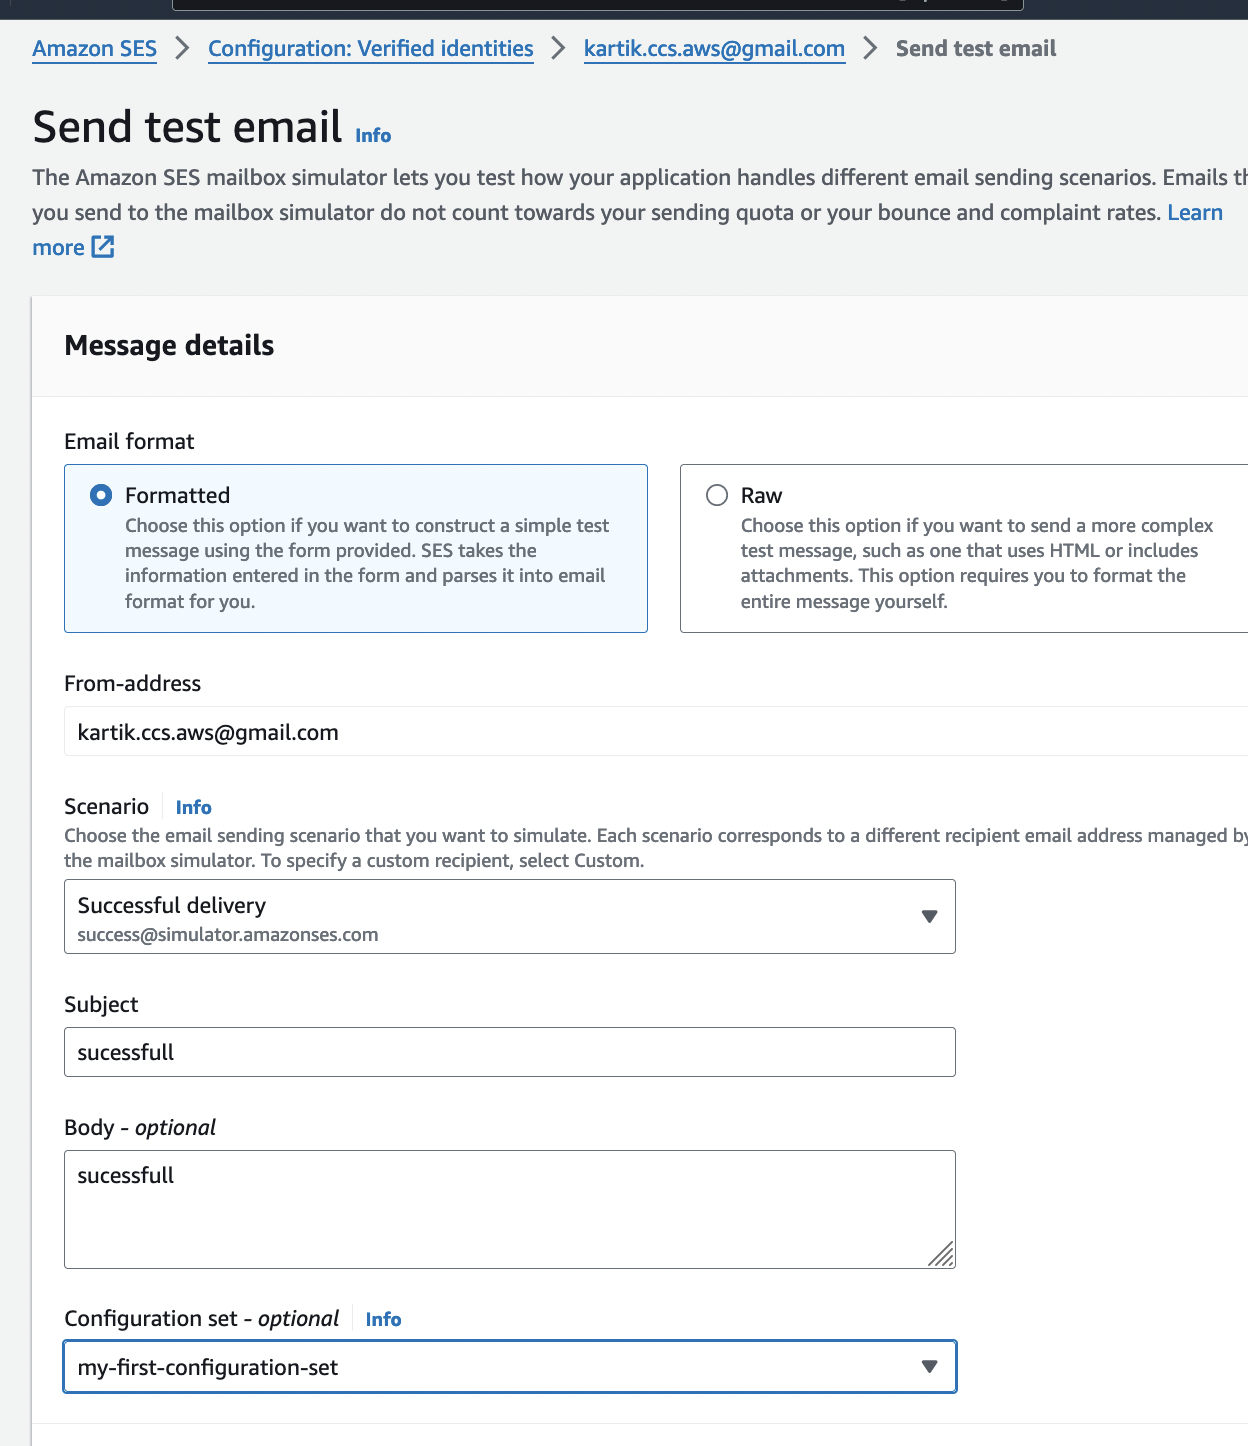 Amazon SES > Configuration: Verified identities > kartik.ccs.aws@gmail.com > Send test email
Send test email Info
The Amazon SES mailbox simulator lets you test how your application handles different email sending scenarios. Emails th
you send to the mailbox simulator do not count towards your sending quota or your bounce and complaint rates. Learn
more
Message details
Email format
Formatted
Choose this option if you want to construct a simple test
message using the form provided. SES takes the
information entered in the form and parses it into email
format for you.
Raw
Choose this option if you want to send a more complex
test message, such as one that uses HTML or includes
attachments. This option requires you to format the
entire message yourself.
From-address
kartik.ccs.aws@gmail.com
Scenario Info
Choose the email sending scenario that you want to simulate. Each scenario corresponds to a different recipient email address managed by
the mailbox simulator. To specify a custom recipient, select Custom.
Successful delivery
success@simulator.amazonses.com
Subject
sucessfull
Body - optional
sucessfull
Configuration set - optional Info
my-first-configuration-set